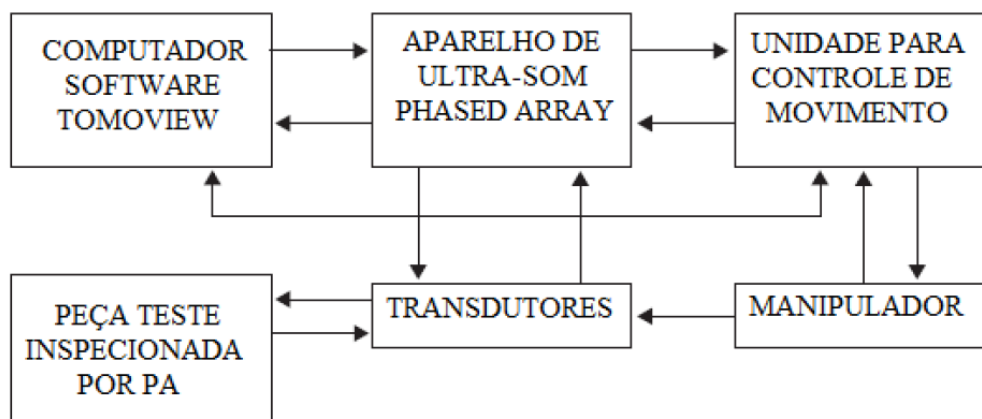 COMPUTADOR
SOFTWARE
TOMOVIEW
APARELHO DE
ULTRA-SOM
PHASED ARRAY
UNIDADE PARA
CONTROLE DE
MOVIMENTO
PEÇA TESTE
INSPECIONADA
POR PA
TRANSDUTORES
MANIPULADOR